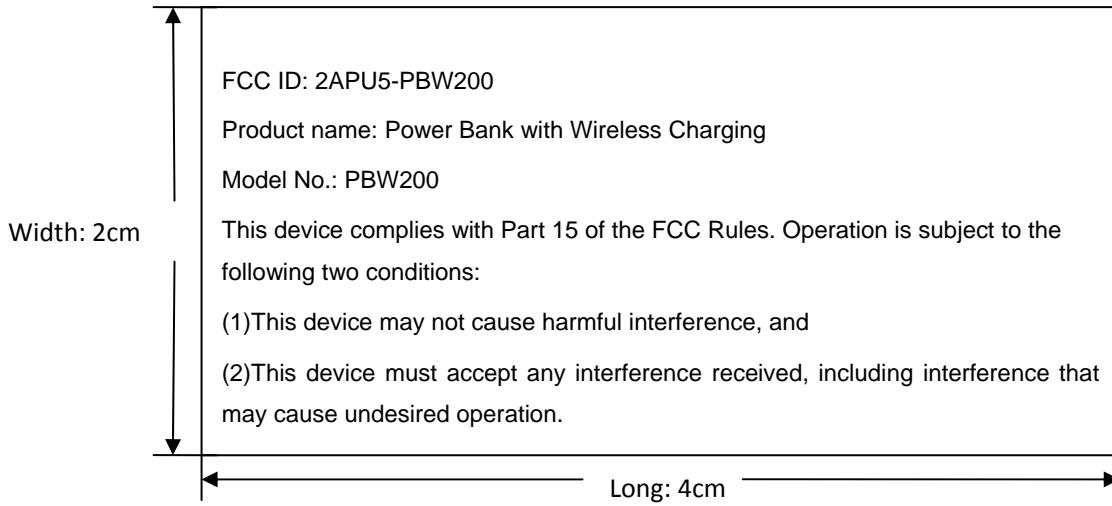 FCC ID: 2APU5-PBW200
Product name: Power Bank with Wireless Charging
Model No.: PBW200
Width: 2cm
This device complies with Part 15 of the FCC Rules. Operation is subject to the
following two conditions:
(1)This device may not cause harmful interference, and
(2)This device must accept any interference received, including interference that
may cause undesired operation.
Long: 4cm